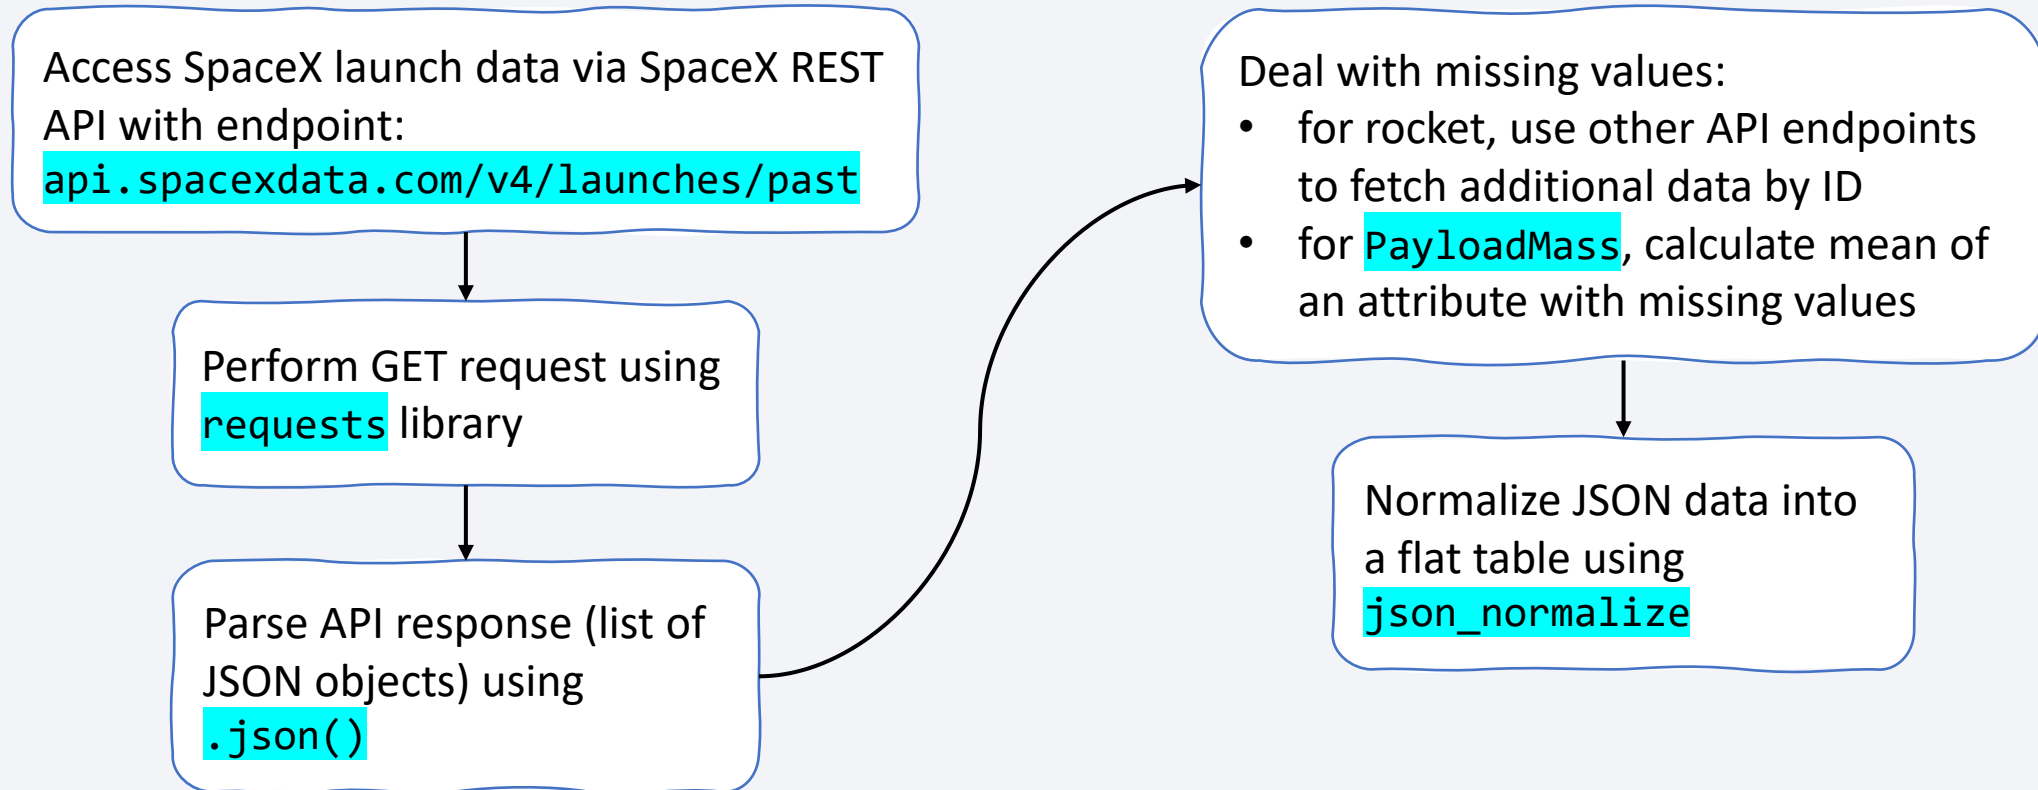 Access SpaceX launch data via SpaceX REST
API with endpoint:
api.spacexdata.com/v4/launches/past
Perform GET request using
requests library
Parse API response (list of
JSON objects) using
.json()
Deal with missing values:
• for rocket, use other API endpoints
to fetch additional data by ID
• for PayloadMass, calculate mean of
an attribute with missing values
Normalize JSON data into
a flat table using
json_normalize